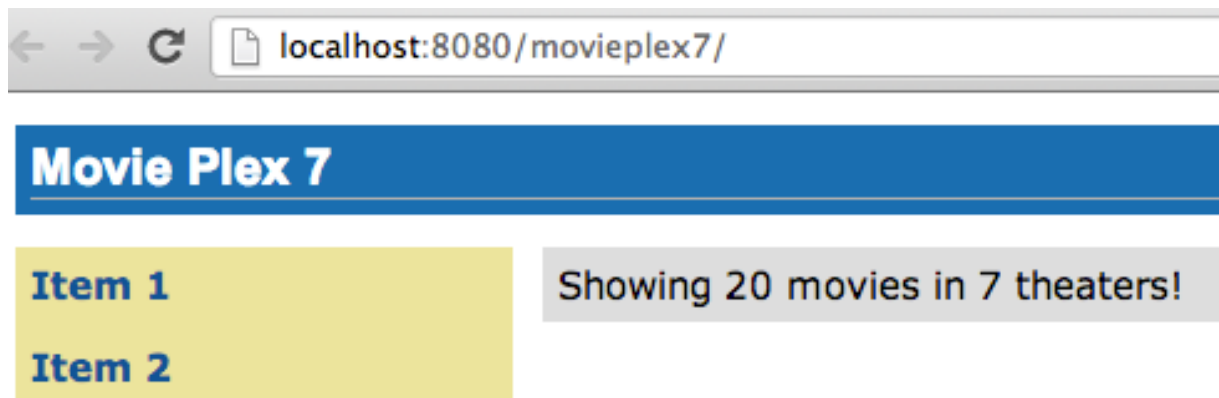 localhost:8080/movieplex7/
Movie Plex 7
Item 1
Showing 20 movies in 7 theaters!
Item 2